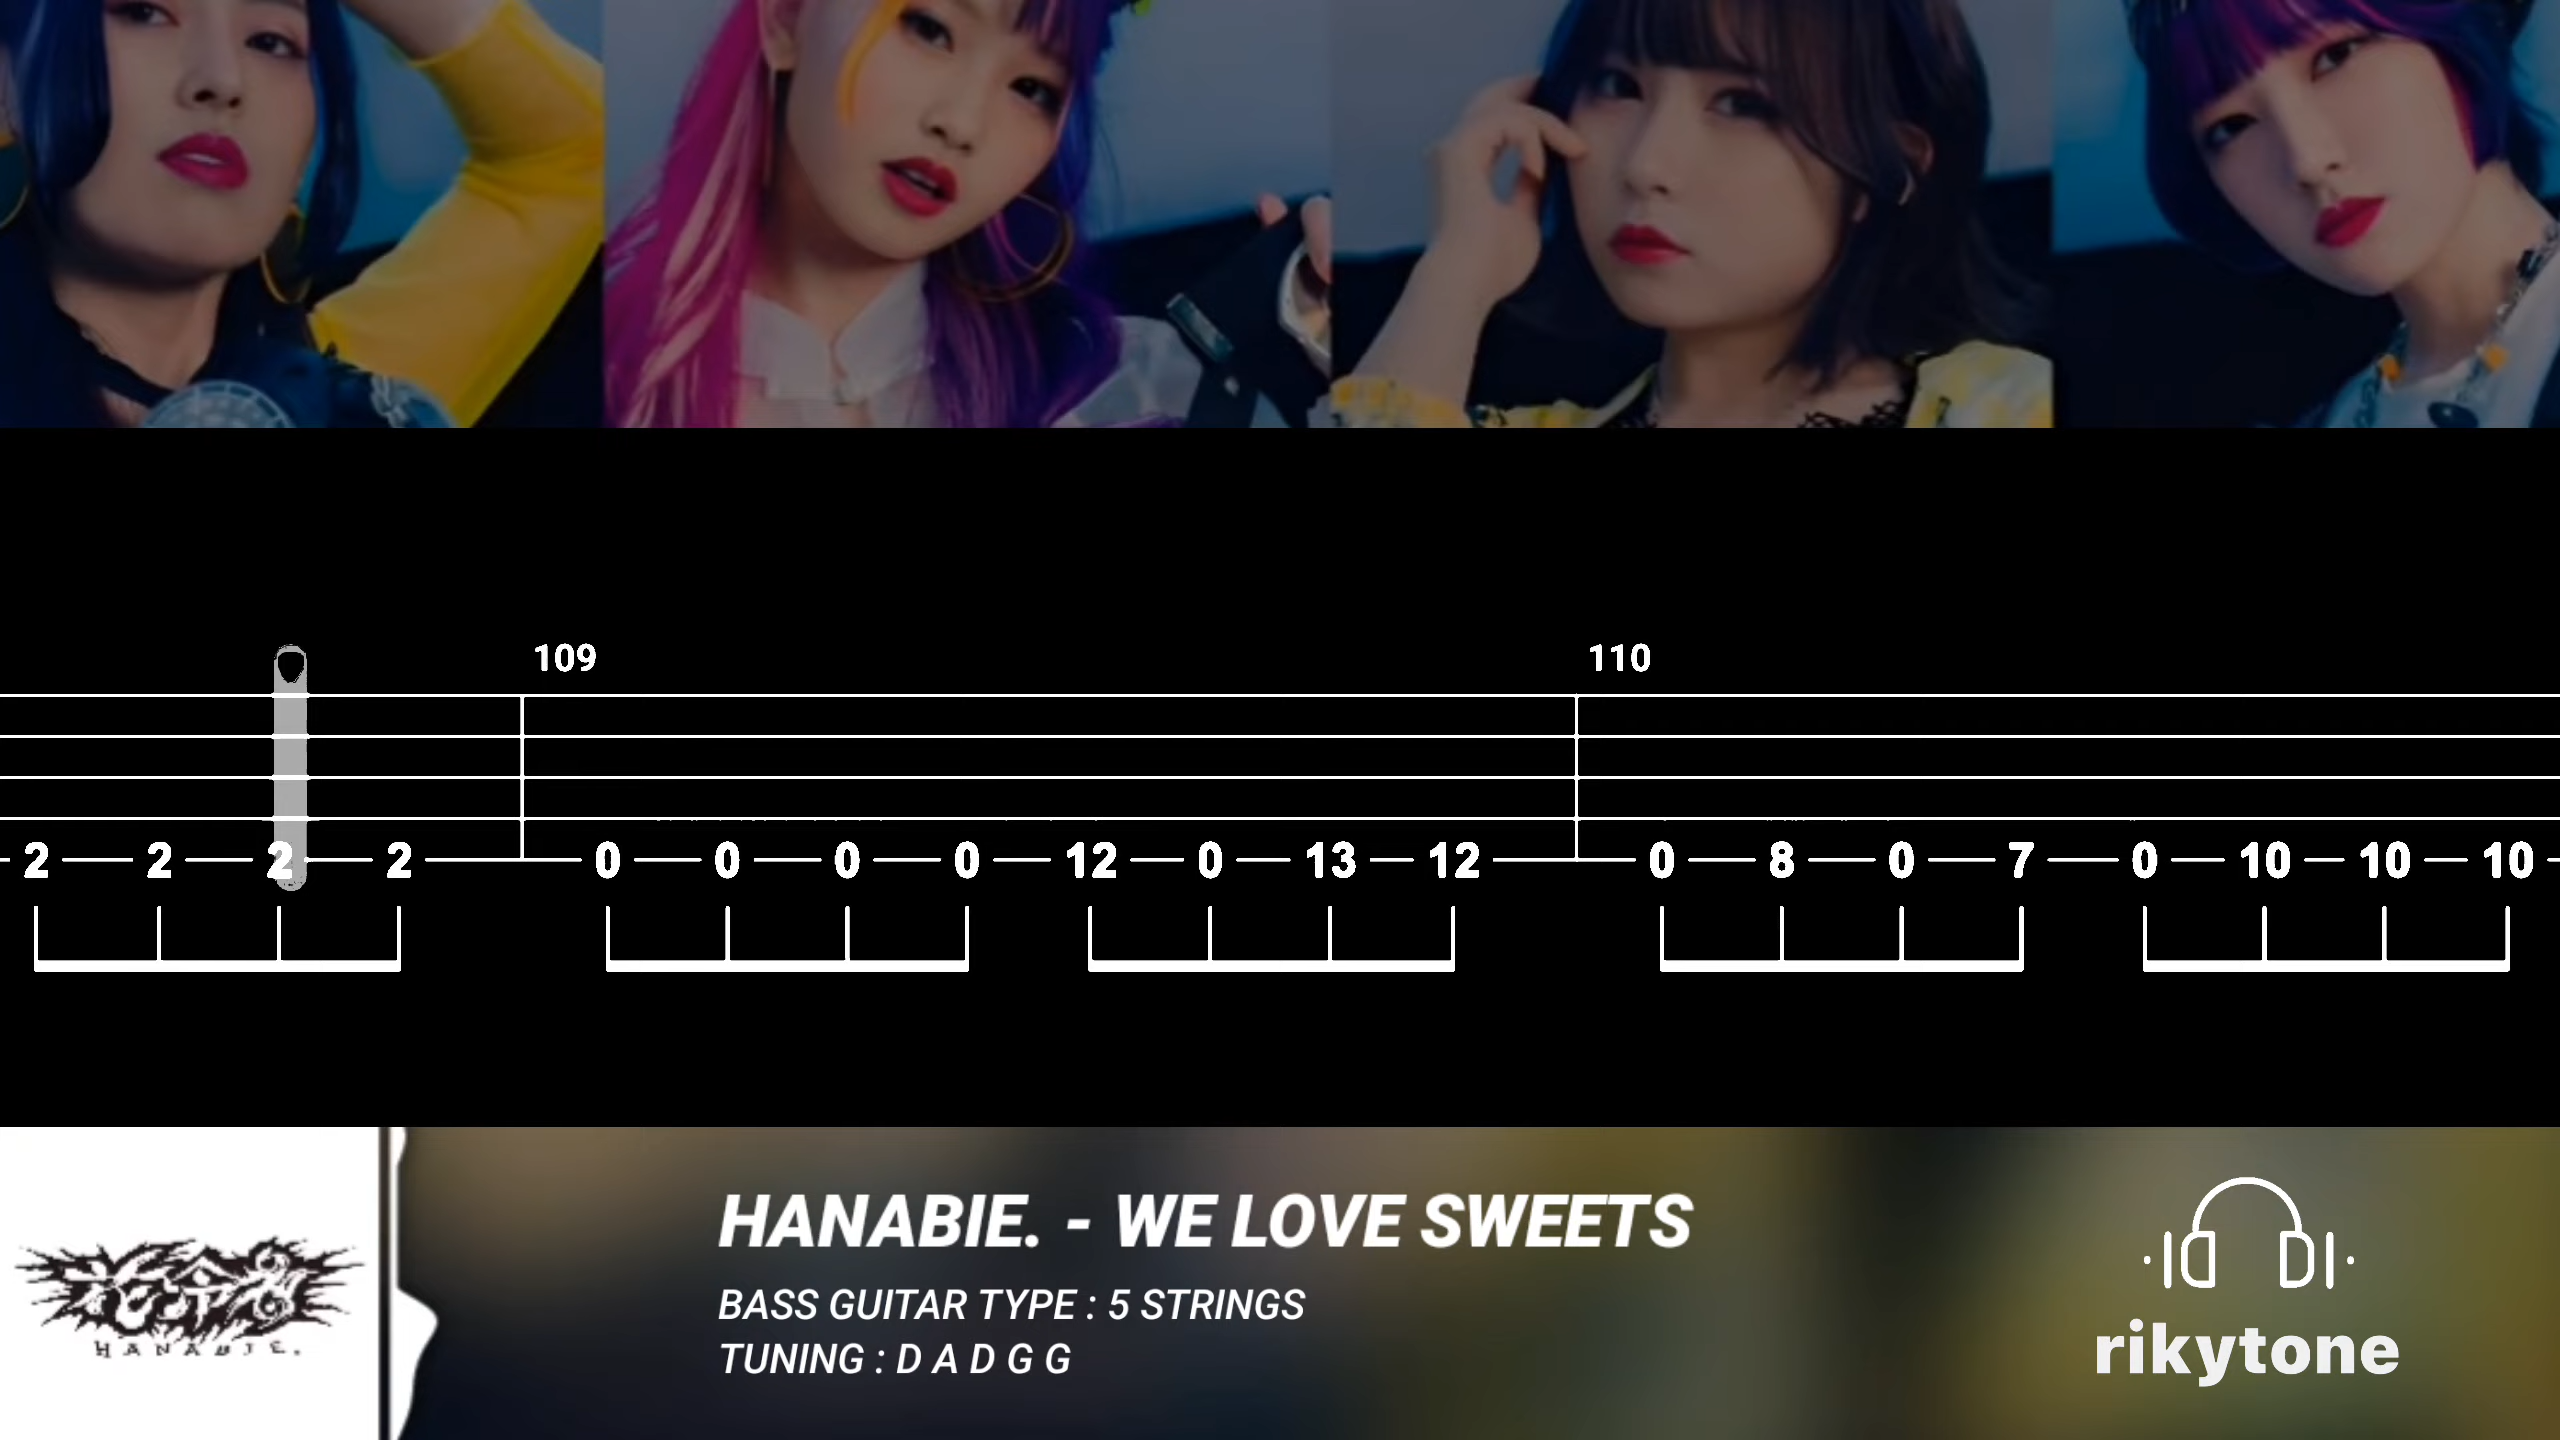 109 110
2 2 2 2 0 0 0 0 12 0 13 12 0 8 0 7 0 10 10 10
HANABIE. - WE LOVE SWEETS
BASS GUITAR TYPE : 5 STRINGS
TUNING : D A D G G
HANABIE.
rikytone